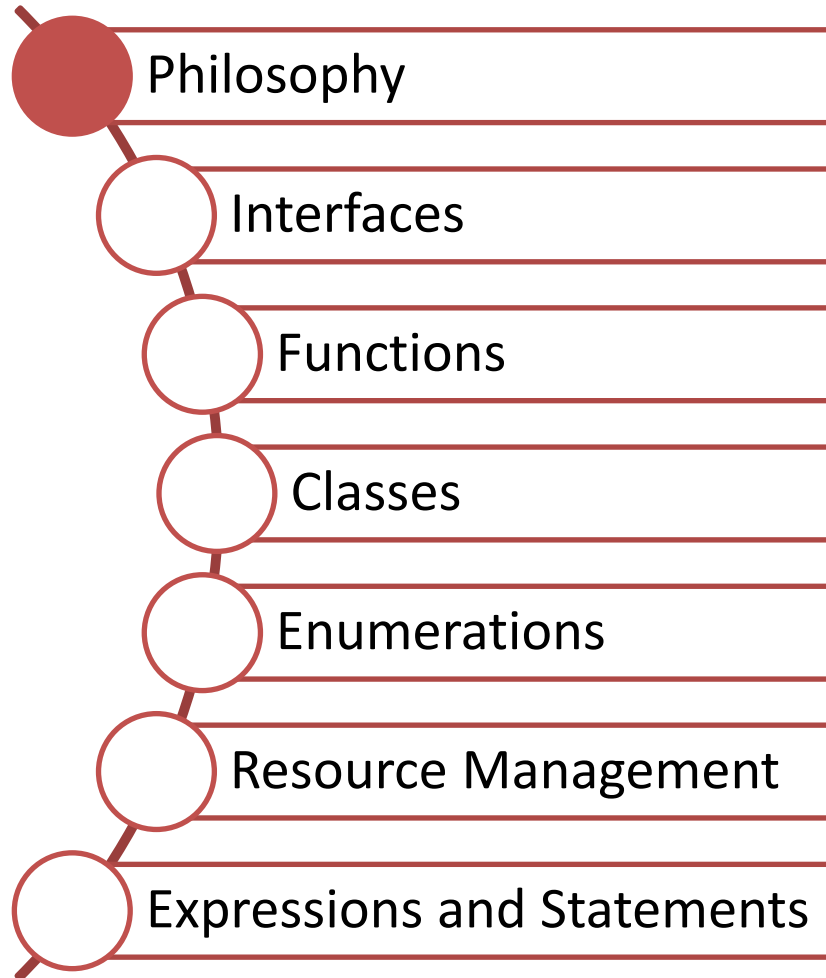 Philosophy
Interfaces
Functions
Classes
Enumerations
Resource Management
Expressions and Statements